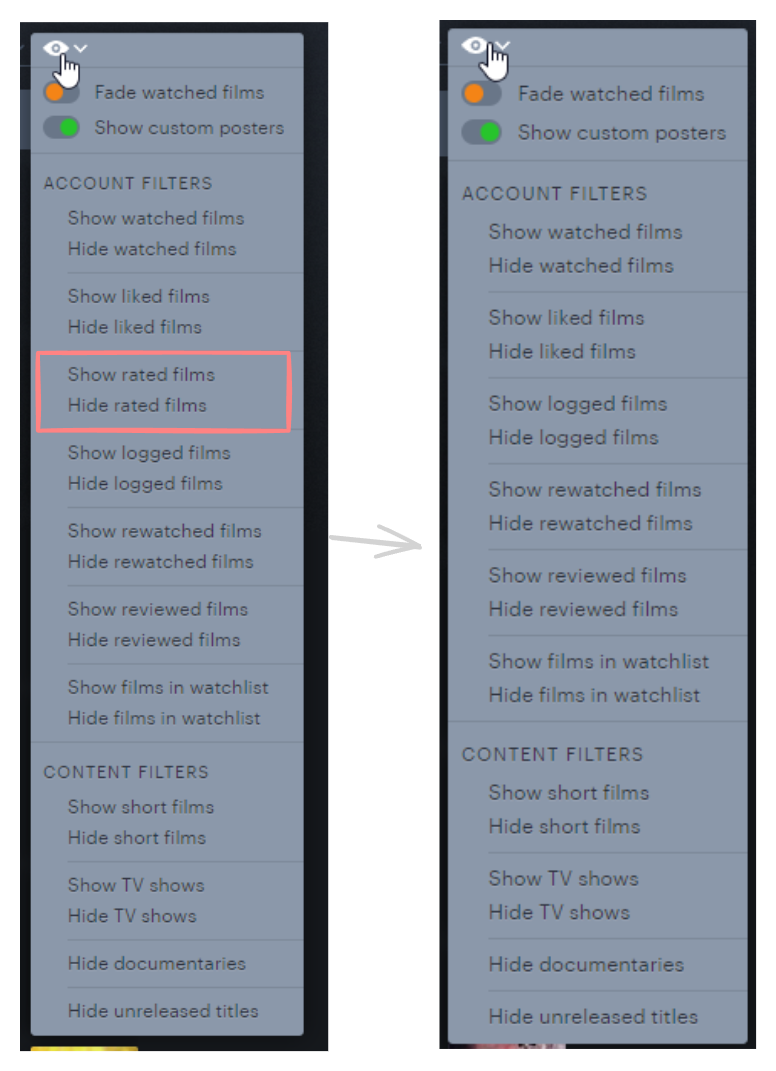 Fade watched films
Show custom posters
ACCOUNT FILTERS
Show watched films
Hide watched films
Show liked films
Hide liked films
Show rated films
Hide rated films
Show logged films
Hide logged films
Show rewatched films
Hide rewatched films
Show reviewed films
Hide reviewed films
Show films in watchlist
Hide films in watchlist
CONTENT FILTERS
Show short films
Hide short films
Show TV shows
Hide TV shows
Hide documentaries
Hide unreleased titles
Fade watched films
Show custom posters
ACCOUNT FILTERS
Show watched films
Hide watched films
Show liked films
Hide liked films
Show logged films
Hide logged films
Show rewatched films
Hide rewatched films
Show reviewed films
Hide reviewed films
Show films in watchlist
Hide films in watchlist
CONTENT FILTERS
Show short films
Hide short films
Show TV shows
Hide TV shows
Hide documentaries
Hide unreleased titles